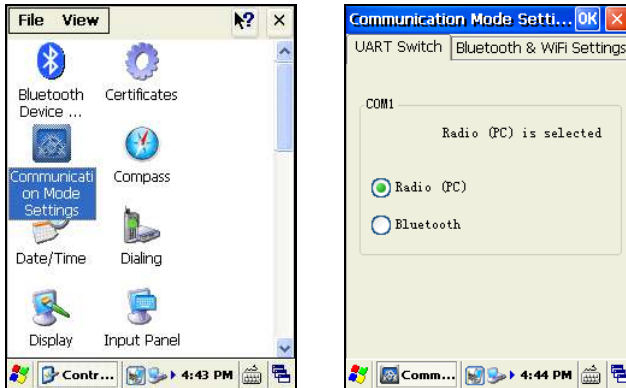 File View
Bluetooth Device ...
Certificates
Communicati on Mode Settings
Compass
Date/Time
Dialing
Display
Input Panel
Contr... 4:43 PM
Communication Mode Setti... OK
UART Switch Bluetooth & WiFi Settings
COM1
Radio (PC) is selected
Radio (PC)
Bluetooth
Comm... 4:44 PM